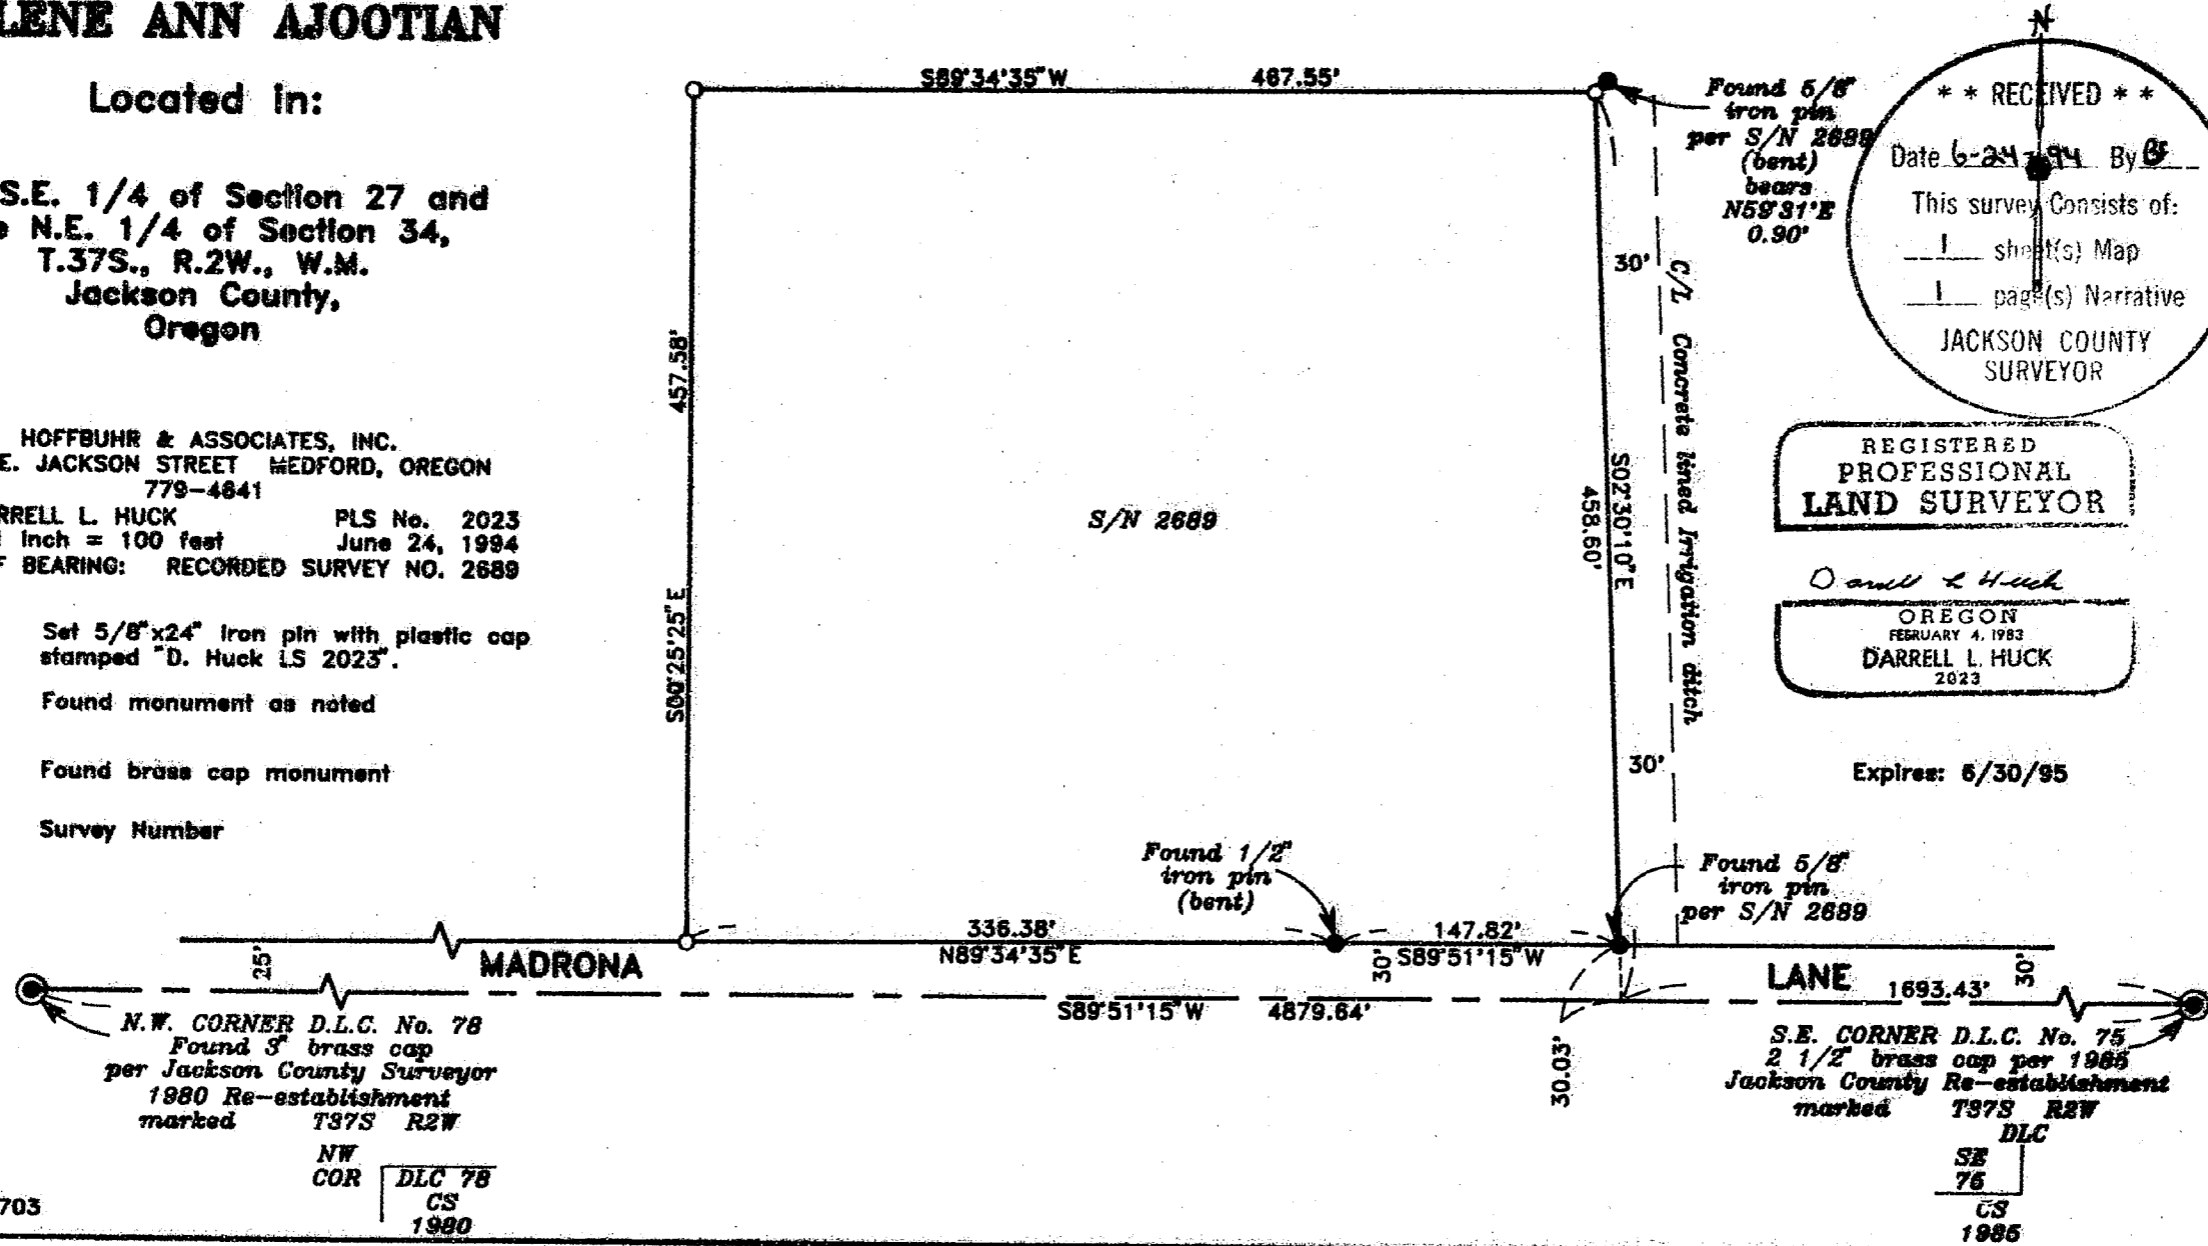 LENE ANN AJOOTIAN
Located in:
S.E. 1/4 of Section 27 and
N.E. 1/4 of Section 34,
T.37S., R.2W., W.M.
Jackson County,
Oregon
HOFFBUHR & ASSOCIATES, INC.
E. JACKSON STREET MEDFORD, OREGON
779-4641
RRELL L. HUCK PLS No. 2023
inch = 100 feet June 24, 1994
F BEARING: RECORDED SURVEY NO. 2689
Set 5/8"x24" iron pin with plastic cap
stamped "D. Huck LS 2023".
Found monument as noted
Found brass cap monument
Survey Number
703
S89°34'35"W 467.55'
457.58'
S00°25'25"E
S/N 2689
S02°30'10"E
458.60'
30'
30'
C/L Concrete lined Irrigation ditch
Found 5/8"
iron pin
per S/N 2689
(bent)
bears
N59°31'E
0.90'
N
* * RECEIVED * *
Date 6-24-94 By
This survey Consists of:
1 sheet(s) Map
1 page(s) Narrative
JACKSON COUNTY
SURVEYOR
REGISTERED
PROFESSIONAL
LAND SURVEYOR
Darrell L Huck
OREGON
FEBRUARY 4, 1983
DARRELL L. HUCK
2023
Expires: 6/30/95
Found 1/2"
iron pin
(bent)
Found 5/8"
iron pin
per S/N 2689
336.38'
N89°34'35"E
147.82'
S89°51'15"W
25'
30'
30'
MADRONA LANE
S89°51'15"W 4879.64'
1693.43'
30.03'
N.W. CORNER D.L.C. No. 78
Found 3" brass cap
per Jackson County Surveyor
1980 Re-establishment
marked T37S R2W
NW
COR DLC 78
CS
1980
S.E. CORNER D.L.C. No. 75
2 1/2" brass cap per 1985
Jackson County Re-establishment
marked T37S R2W
DLC
SE
75
CS
1985